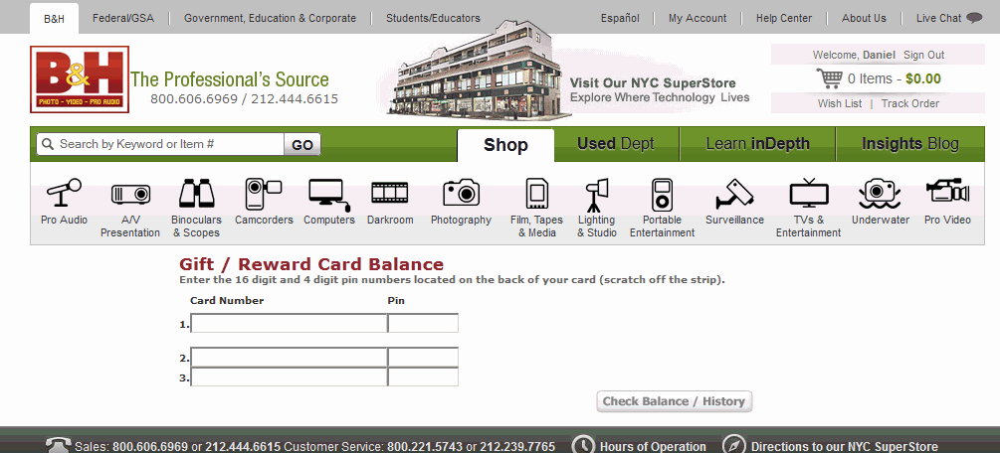 B&H Federal/GSA Government, Education & Corporate Students/Educators Español My Account Help Center About Us Live Chat
B&H
PHOTO - VIDEO - PRO AUDIO
The Professional's Source
800.606.6969 / 212.444.6615
Visit Our NYC SuperStore
Explore Where Technology Lives
Welcome, Daniel Sign Out
0 Items - $0.00
Wish List | Track Order
Search by Keyword or Item # GO Shop Used Dept Learn inDepth Insights Blog
Pro Audio
A/V
Presentation
Binoculars
& Scopes
Camcorders
Computers
Darkroom
Photography
Film, Tapes
& Media
Lighting
& Studio
Portable
Entertainment
Surveillance
TVs &
Entertainment
Underwater
Pro Video
Gift / Reward Card Balance
Enter the 16 digit and 4 digit pin numbers located on the back of your card (scratch off the strip).
Card Number Pin
1.
2.
3.
Check Balance / History
Sales: 800.606.6969 or 212.444.6615 Customer Service: 800.221.5743 or 212.239.7765 Hours of Operation Directions to our NYC SuperStore